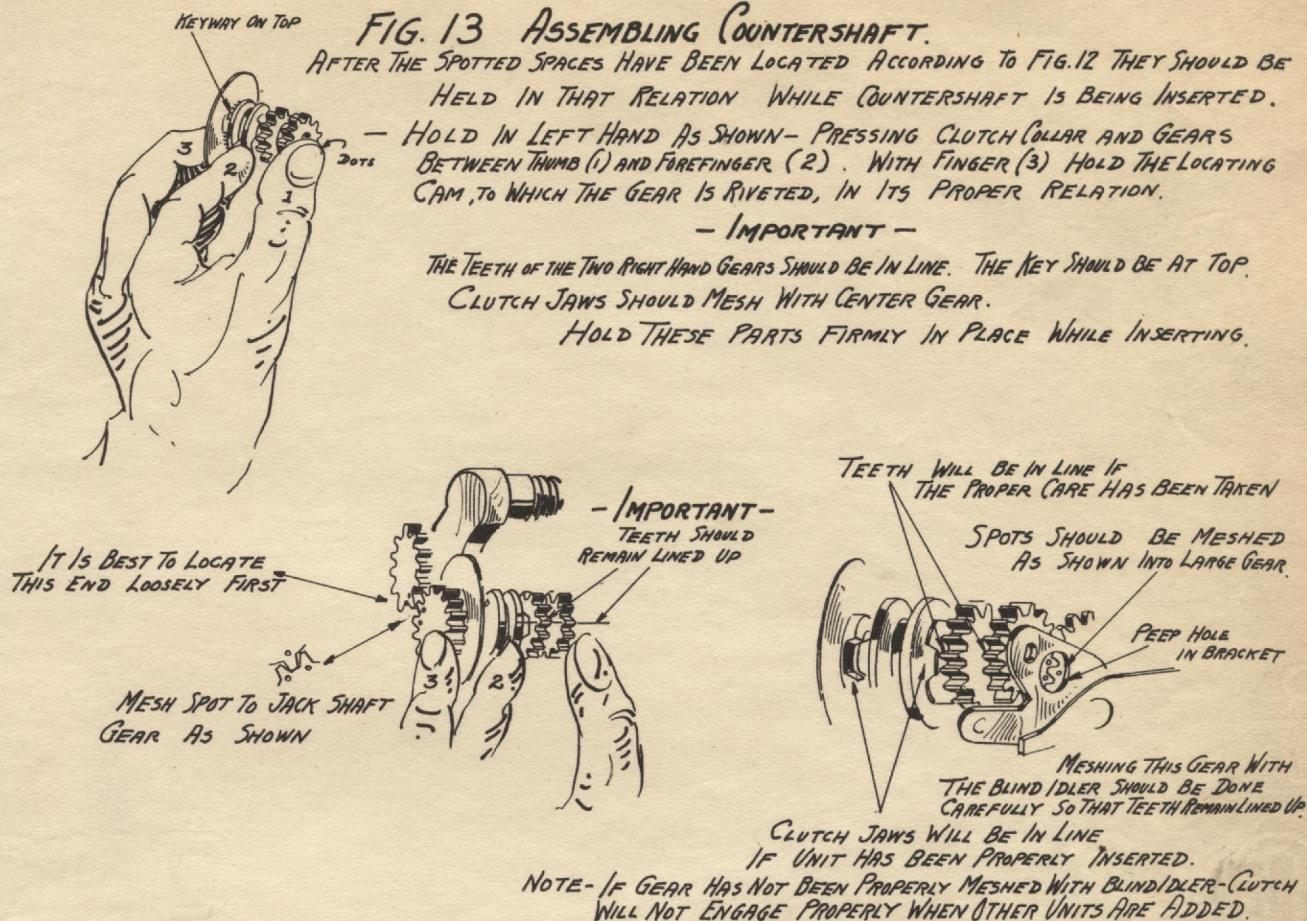 KEYWAY ON TOP
FIG. 13 ASSEMBLING COUNTERSHAFT.
AFTER THE SPOTTED SPACES HAVE BEEN LOCATED ACCORDING TO FIG. 12 THEY SHOULD BE
HELD IN THAT RELATION WHILE COUNTERSHAFT IS BEING INSERTED.
— HOLD IN LEFT HAND AS SHOWN – PRESSING CLUTCH COLLAR AND GEARS
BETWEEN THUMB (1) AND FOREFINGER (2). WITH FINGER (3) HOLD THE LOCATING
CAM, TO WHICH THE GEAR IS RIVETED, IN ITS PROPER RELATION.
DOTS
3
2
1
— IMPORTANT —
THE TEETH OF THE TWO RIGHT HAND GEARS SHOULD BE IN LINE. THE KEY SHOULD BE AT TOP.
CLUTCH JAWS SHOULD MESH WITH CENTER GEAR.
HOLD THESE PARTS FIRMLY IN PLACE WHILE INSERTING.
IT IS BEST TO LOCATE
THIS END LOOSELY FIRST
MESH SPOT TO JACK SHAFT
GEAR AS SHOWN
— IMPORTANT —
TEETH SHOULD
REMAIN LINED UP
3
2
TEETH WILL BE IN LINE IF
THE PROPER CARE HAS BEEN TAKEN
SPOTS SHOULD BE MESHED
AS SHOWN INTO LARGE GEAR.
PEEP HOLE
IN BRACKET
MESHING THIS GEAR WITH
THE BLIND IDLER SHOULD BE DONE
CAREFULLY SO THAT TEETH REMAIN LINED UP.
CLUTCH JAWS WILL BE IN LINE
IF UNIT HAS BEEN PROPERLY INSERTED.
NOTE – IF GEAR HAS NOT BEEN PROPERLY MESHED WITH BLIND IDLER – CLUTCH
WILL NOT ENGAGE PROPERLY WHEN OTHER UNITS ARE ADDED.